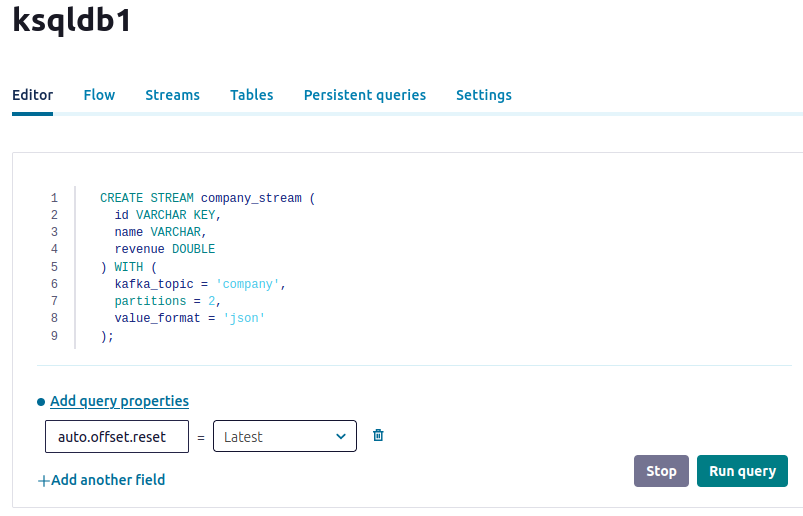 ksqldb1
Editor Flow Streams Tables Persistent queries Settings
1 CREATE STREAM company_stream (
2 id VARCHAR KEY,
3 name VARCHAR,
4 revenue DOUBLE
5 ) WITH (
6 kafka_topic = 'company',
7 partitions = 2,
8 value_format = 'json'
9 );
Add query properties
auto.offset.reset = Latest
+Add another field
Stop Run query